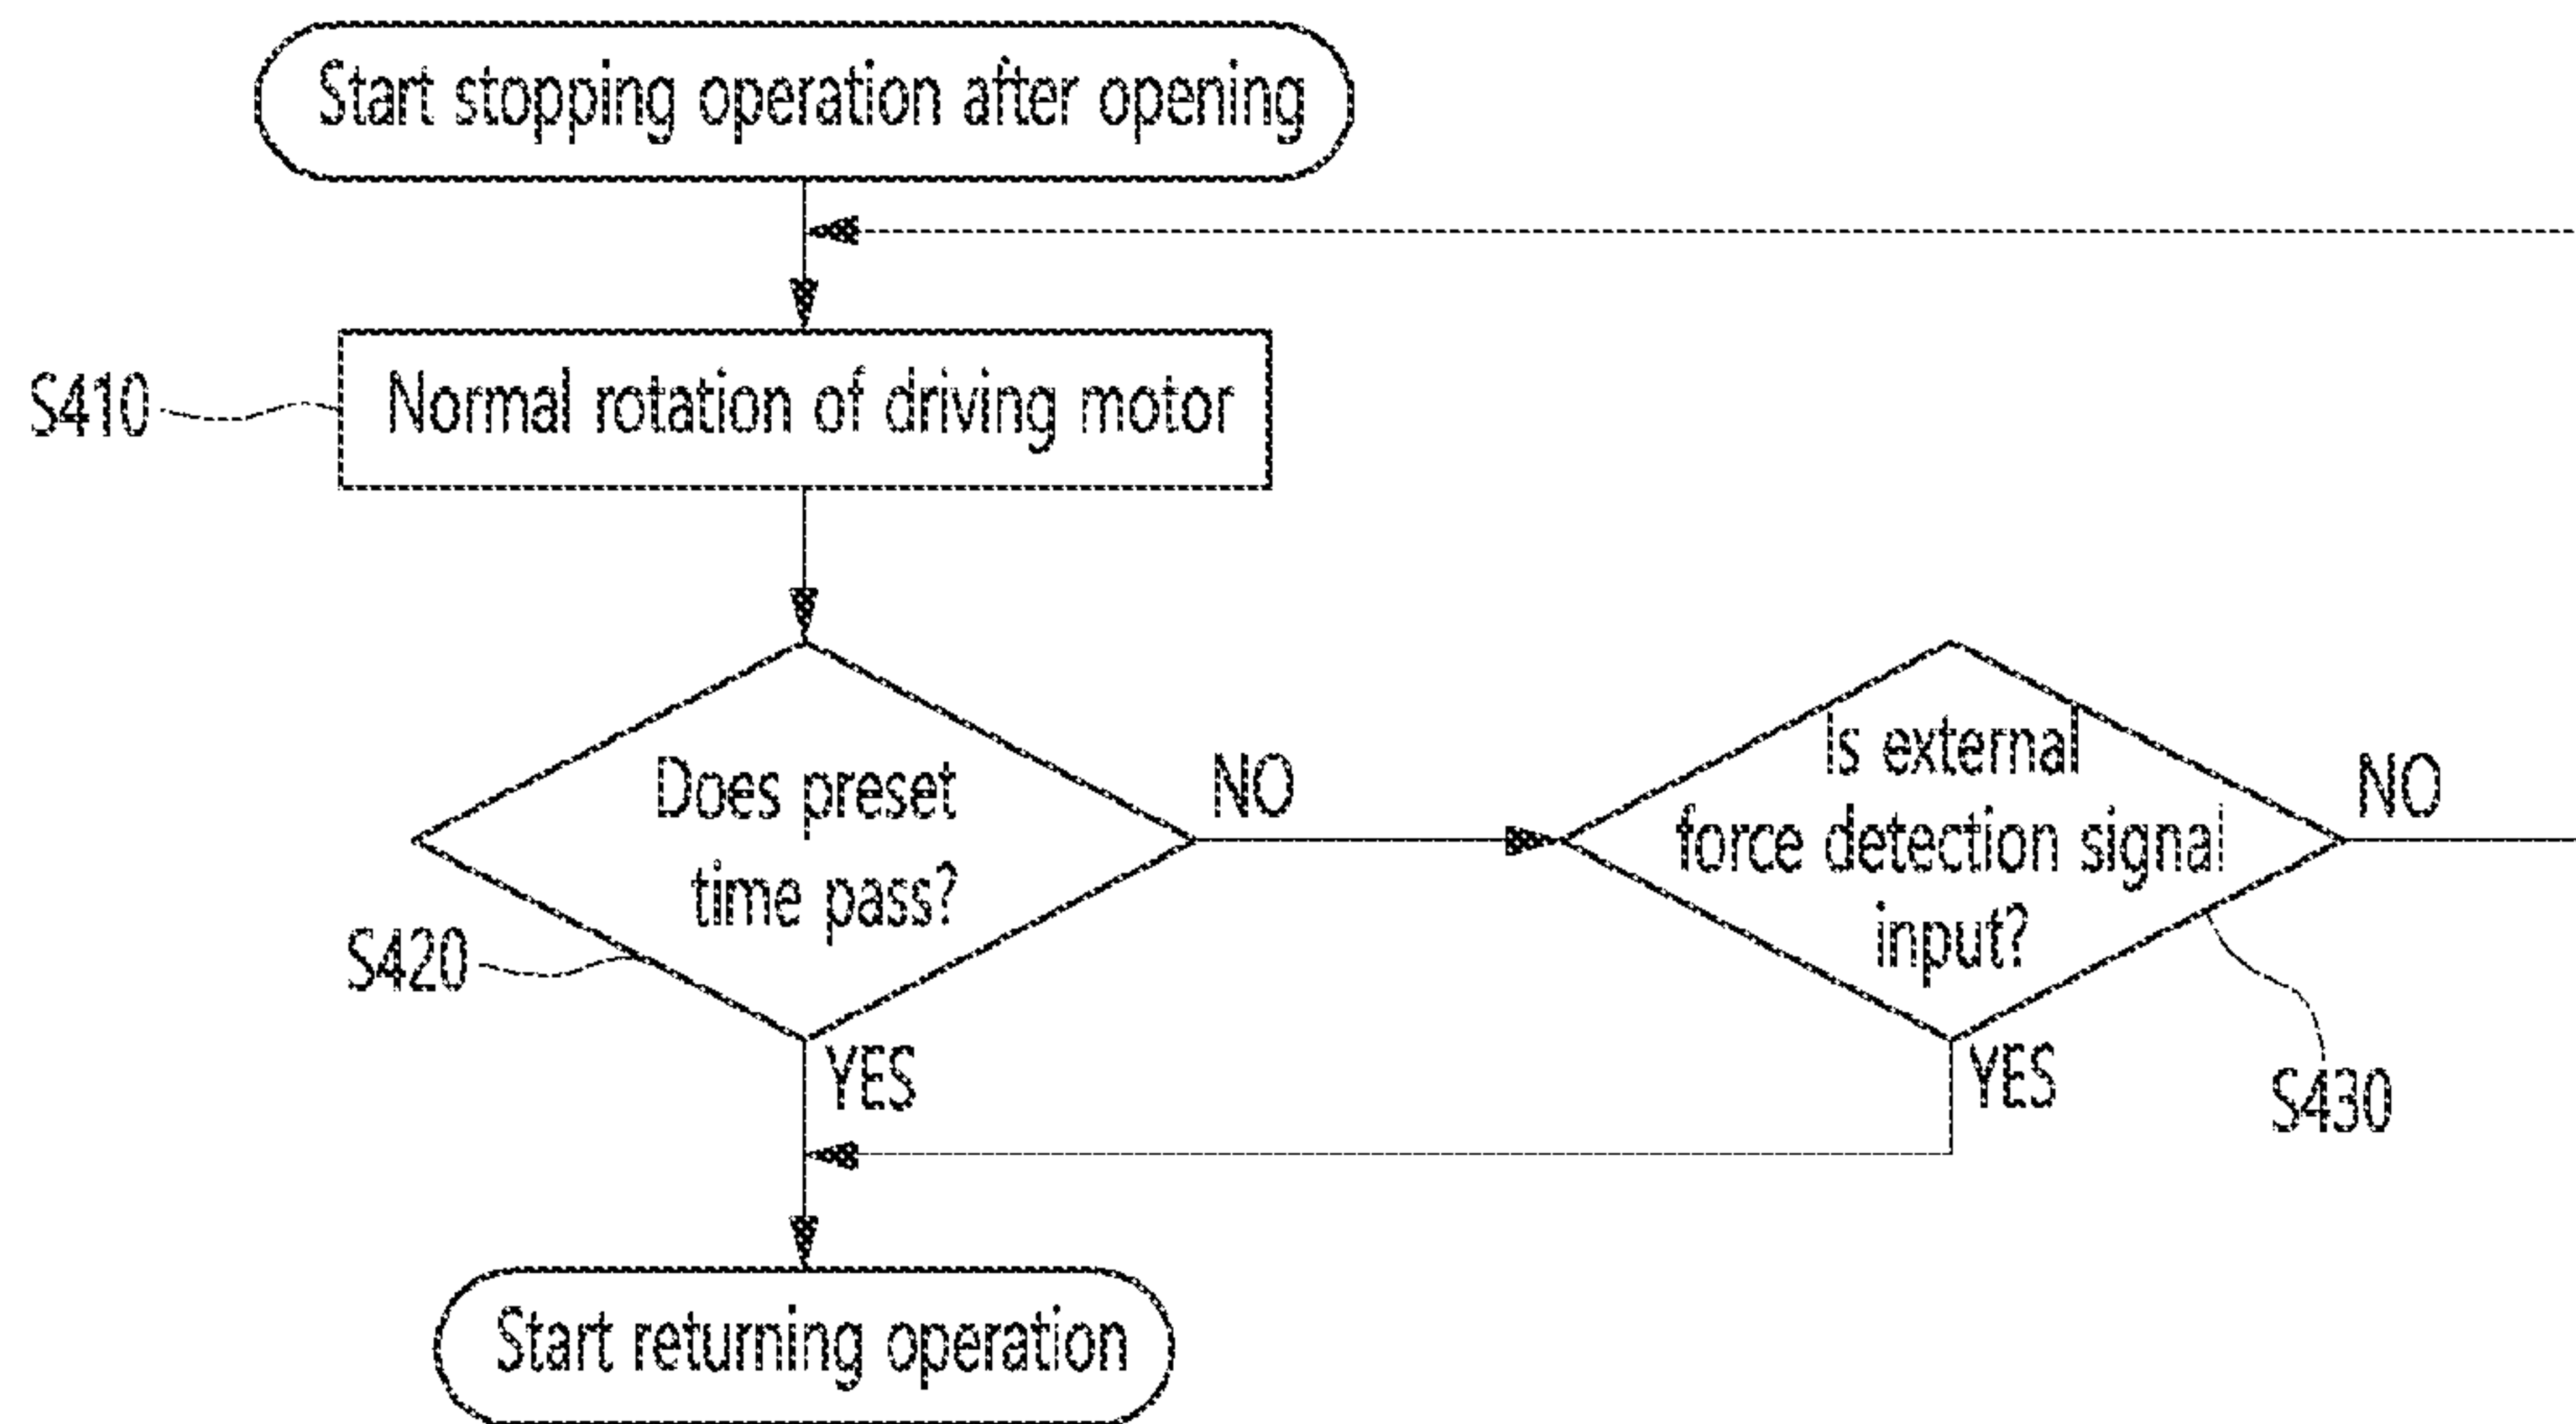 Start stopping operation after opening
S410
Normal rotation of driving motor
Does preset
time pass?
NO
S420
YES
Is external
force detection signal
input?
NO
YES
S430
Start returning operation